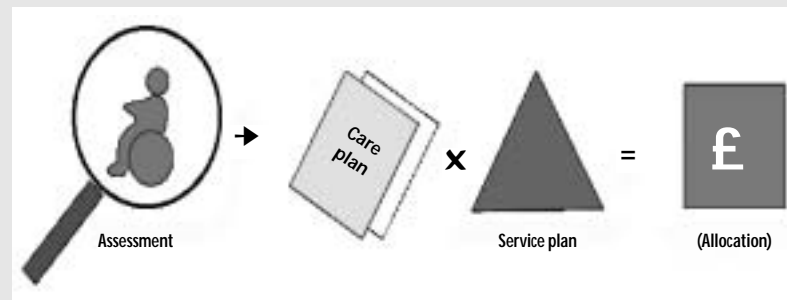 Care
plan
x
=
£
Assessment
Service plan
(Allocation)